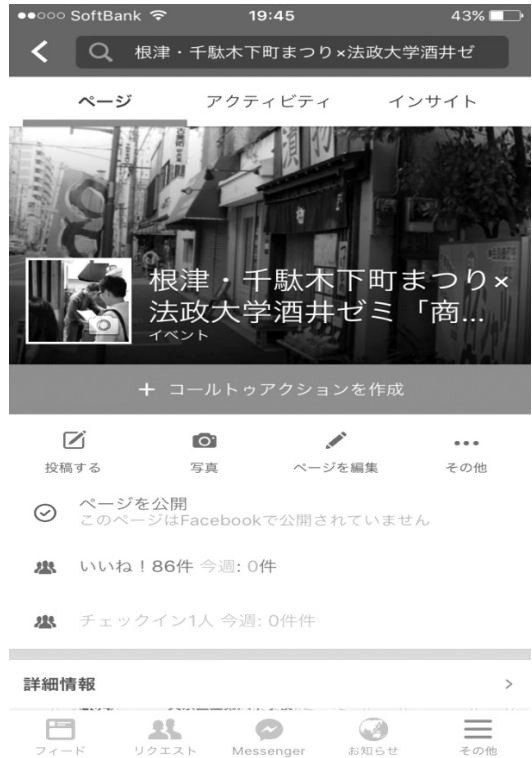 SoftBank 19:45 43%
根津・千駄木下町まつり×法政大学酒井ゼ
ページ アクティビティ インサイト
根津・千駄木下町まつり×
法政大学酒井ゼミ「商...
イベント
+ コールトゥアクションを作成
投稿する 写真 ページを編集 その他
ページを公開
このページはFacebookで公開されていません
いいね！86件 今週: 0件
チェックイン1人 今週: 0件件
詳細情報
フィード リクエスト Messenger お知らせ その他